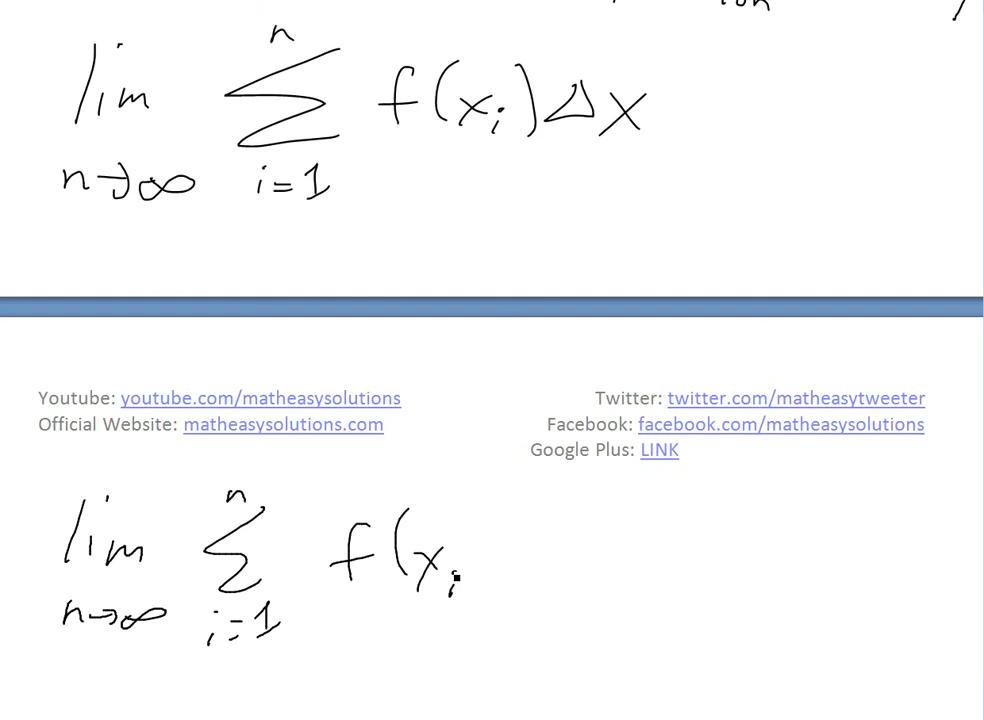 lim n→∞ n Σ i=1 f(xᵢ)Δx
Youtube: youtube.com/matheasysolutions Twitter: twitter.com/matheasytweeter
Official Website: matheasysolutions.com Facebook: facebook.com/matheasysolutions
Google Plus: LINK
lim n→∞ n Σ i=1 f(xᵢ